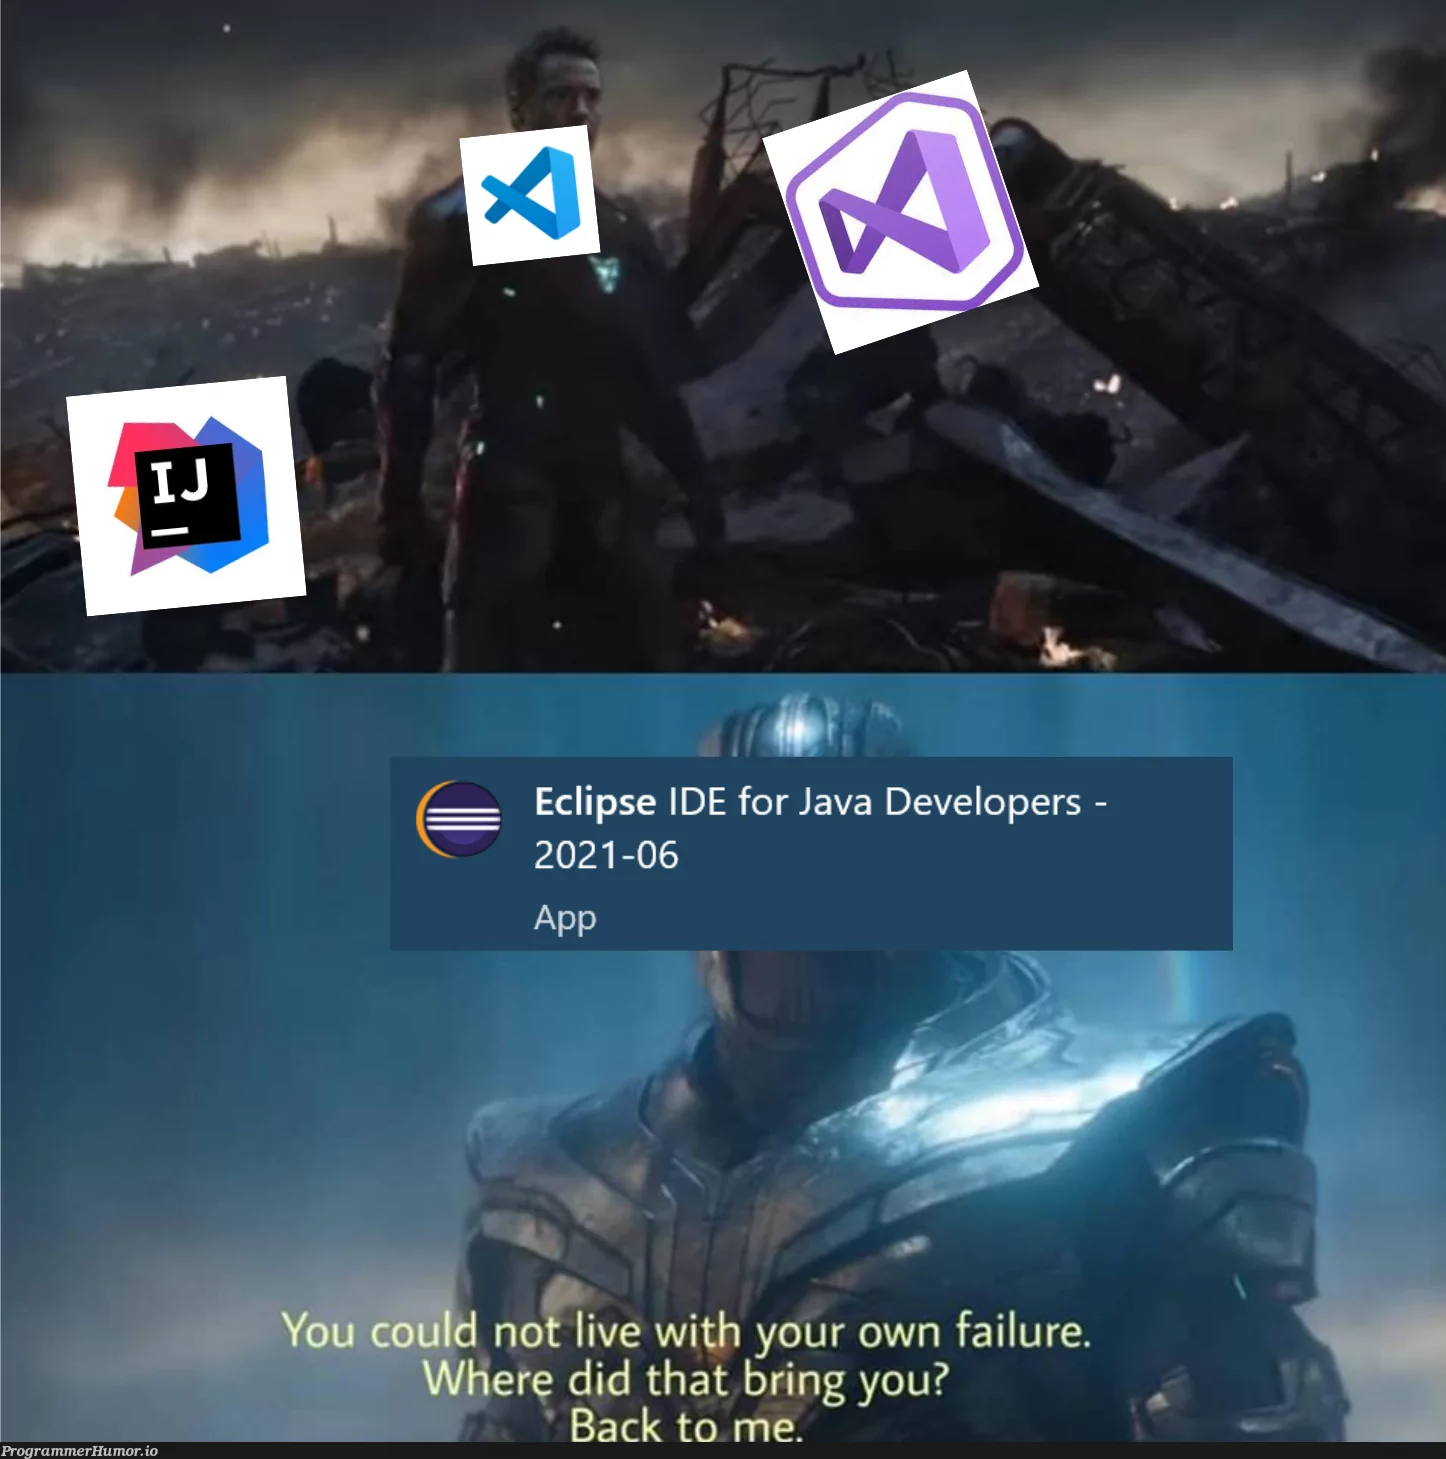 IJ
Eclipse IDE for Java Developers -
2021-06
App
You could not live with your own failure.
Where did that bring you?
Back to me.
ProgrammerHumor.io